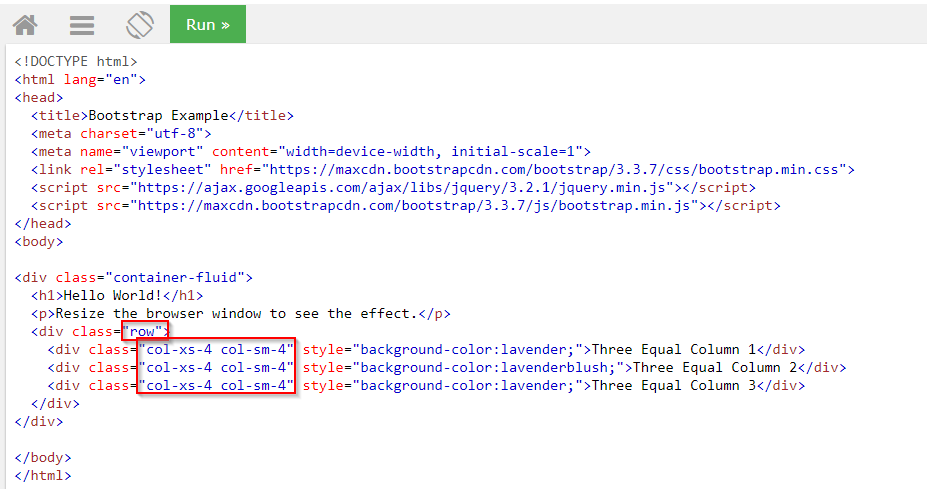 Run »
<!DOCTYPE html>
<html lang="en">
<head>
  <title>Bootstrap Example</title>
  <meta charset="utf-8">
  <meta name="viewport" content="width=device-width, initial-scale=1">
  <link rel="stylesheet" href="https://maxcdn.bootstrapcdn.com/bootstrap/3.3.7/css/bootstrap.min.css">
  <script src="https://ajax.googleapis.com/ajax/libs/jquery/3.2.1/jquery.min.js"></script>
  <script src="https://maxcdn.bootstrapcdn.com/bootstrap/3.3.7/js/bootstrap.min.js"></script>
</head>
<body>

<div class="container-fluid">
  <h1>Hello World!</h1>
  <p>Resize the browser window to see the effect.</p>
  <div class="row">
    <div class="col-xs-4 col-sm-4" style="background-color:lavender;">Three Equal Column 1</div>
    <div class="col-xs-4 col-sm-4" style="background-color:lavenderblush;">Three Equal Column 2</div>
    <div class="col-xs-4 col-sm-4" style="background-color:lavender;">Three Equal Column 3</div>
  </div>
</div>

</body>
</html>